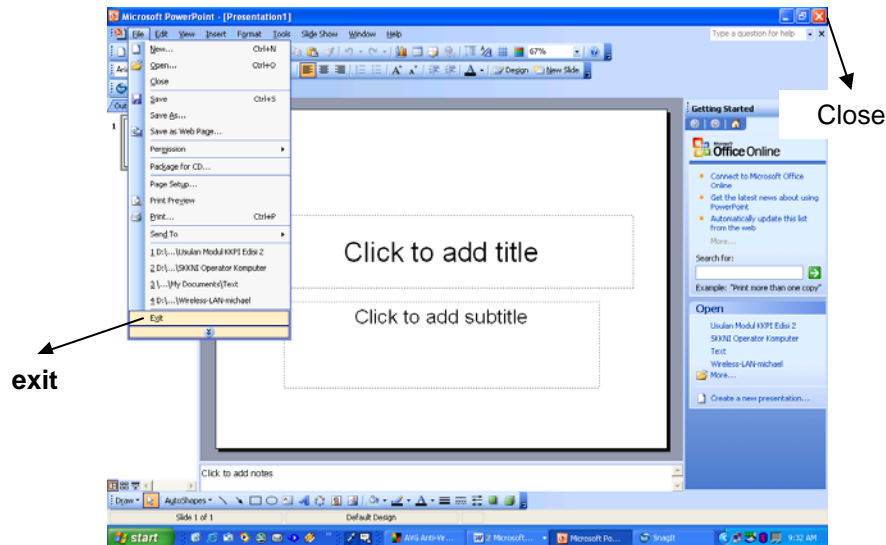 Microsoft PowerPoint - [Presentation1]
File Edit View Insert Format Tools Slide Show Window Help
Type a question for help
67%
Design New Slide
New... Ctrl+N
Open... Ctrl+O
Close
Save Ctrl+S
Save As...
Save as Web Page...
Permission
Package for CD...
Page Setup...
Print Preview
Print... Ctrl+P
Send To
1 D:\...\Usulan Modul KKPI Edisi 2
2 D:\...\SKKNI Operator Komputer
3 \...\My Documents\Text
4 D:\...\Wireless-LAN-michael
Exit
exit
Close
1
Click to add title
Click to add subtitle
Getting Started
Microsoft
Office Online
Connect to Microsoft Office
Online
Get the latest news about using
PowerPoint
Automatically update this list
from the web
More...
Search for:
Example: "Print more than one copy"
Open
Usulan Modul KKPI Edisi 2
SKKNI Operator Komputer
Text
Wireless-LAN-michael
More...
Create a new presentation...
Click to add notes
Draw AutoShapes
Slide 1 of 1 Default Design
start AVG Anti-Vir... 2 Microsoft... Microsoft Po... SnagIt 9:32 AM